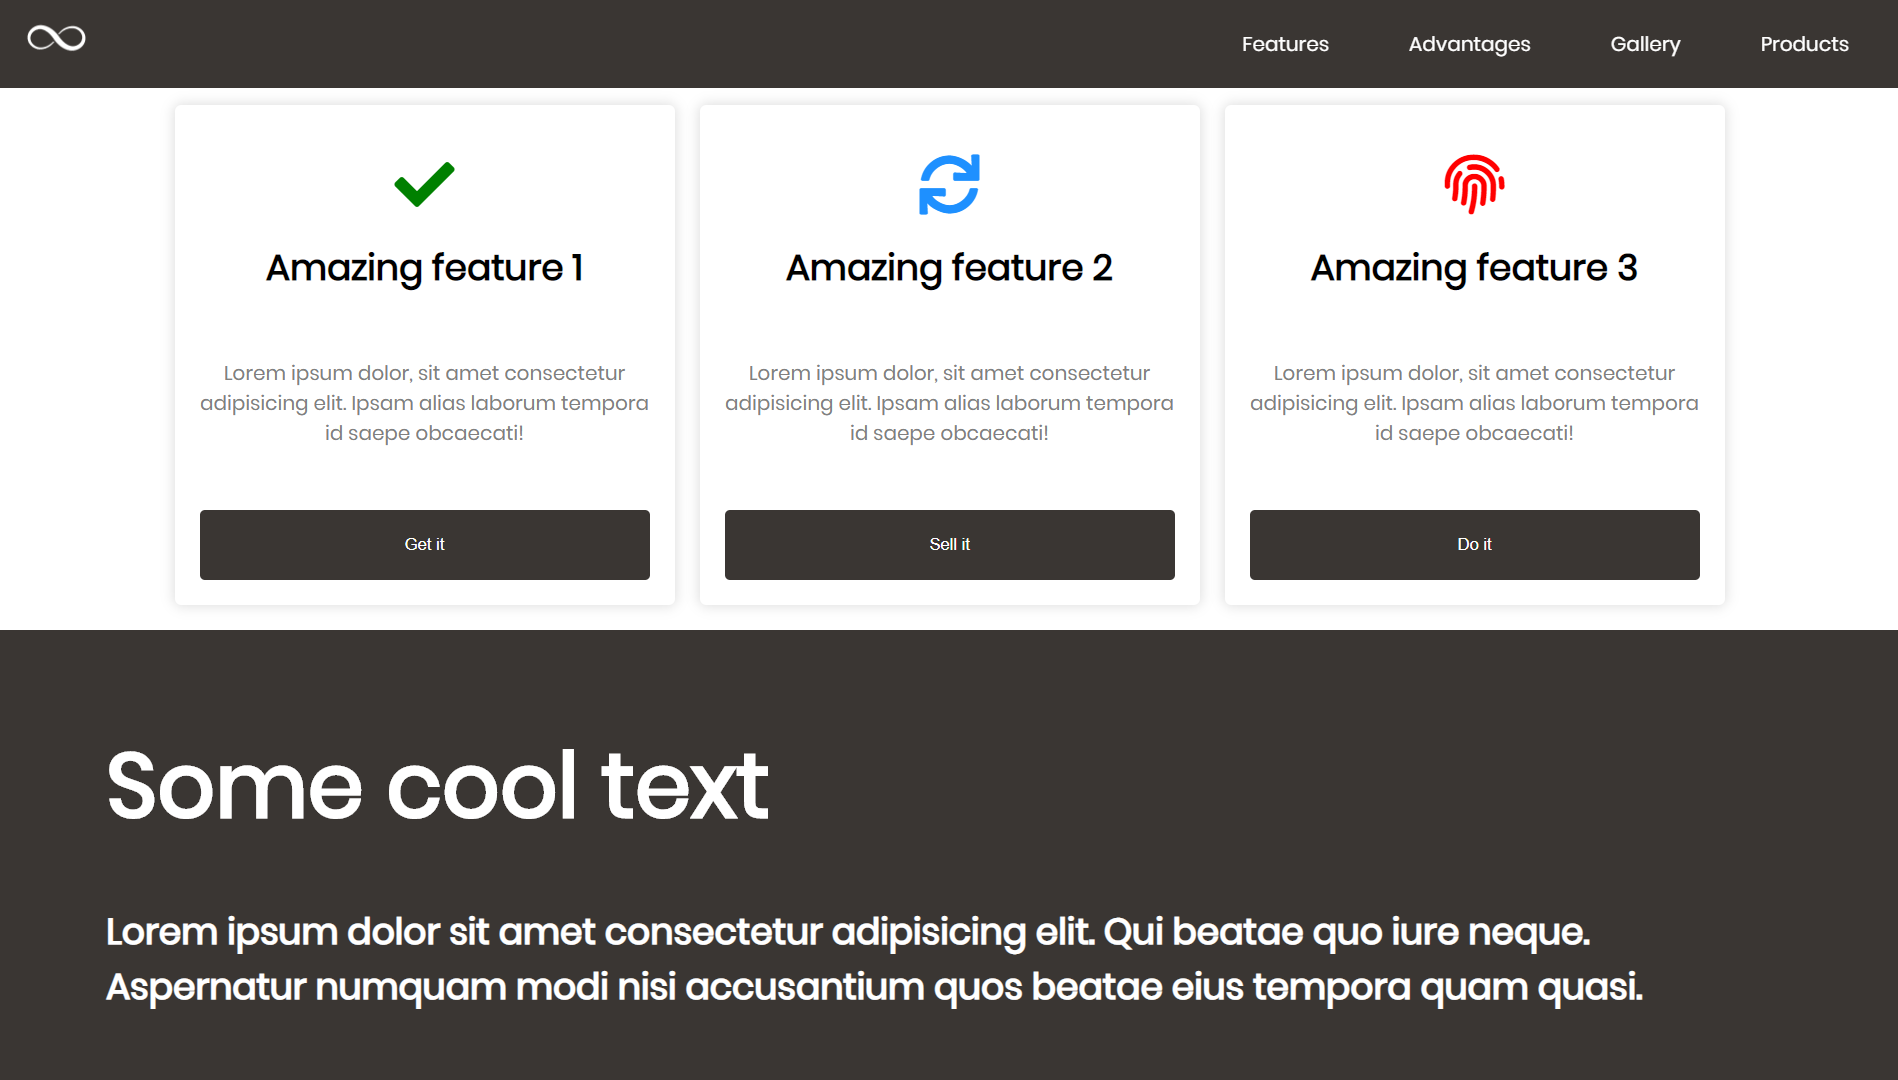 Features Advantages Gallery Products
Amazing feature 1
Lorem ipsum dolor, sit amet consectetur
adipisicing elit. Ipsam alias laborum tempora
id saepe obcaecati!
Get it
Amazing feature 2
Lorem ipsum dolor, sit amet consectetur
adipisicing elit. Ipsam alias laborum tempora
id saepe obcaecati!
Sell it
Amazing feature 3
Lorem ipsum dolor, sit amet consectetur
adipisicing elit. Ipsam alias laborum tempora
id saepe obcaecati!
Do it
Some cool text
Lorem ipsum dolor sit amet consectetur adipisicing elit. Qui beatae quo iure neque.
Aspernatur numquam modi nisi accusantium quos beatae eius tempora quam quasi.